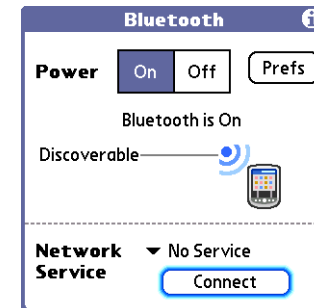 Bluetooth i
Power On Off Prefs
Bluetooth is On
Discoverable
Network Service No Service
Connect